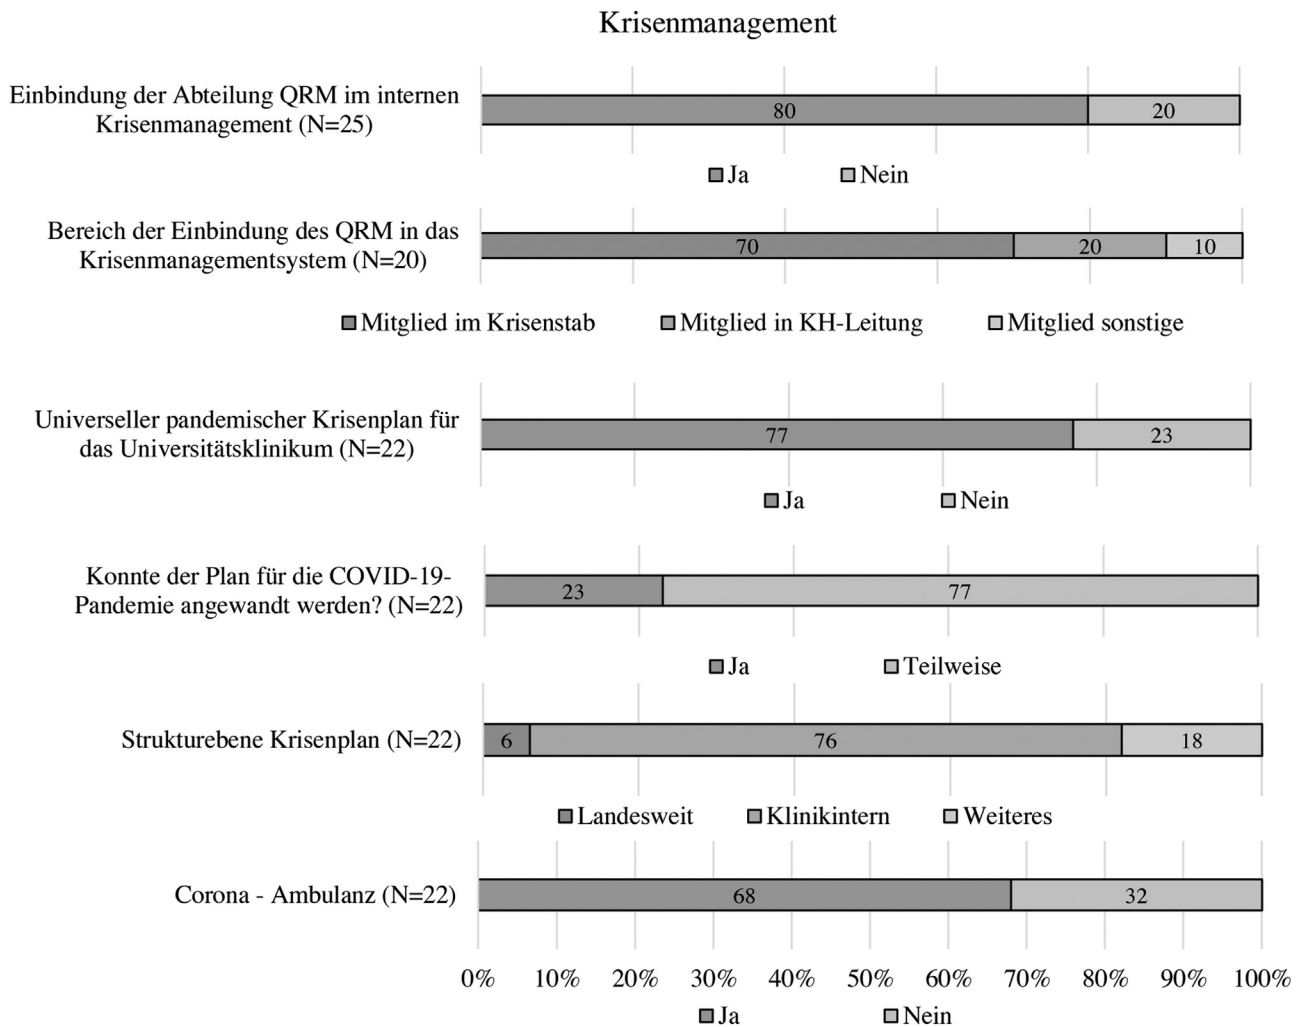 Krisenmanagement
Einbindung der Abteilung QRM im internen
Krisenmanagement (N=25)
80
20
Ja
Nein
Bereich der Einbindung des QRM in das
Krisenmanagementsystem (N=20)
70
20
10
Mitglied im Krisenstab
Mitglied in KH-Leitung
Mitglied sonstige
Universeller pandemischer Krisenplan für
das Universitätsklinikum (N=22)
77
23
Ja
Nein
Konnte der Plan für die COVID-19-
Pandemie angewandt werden? (N=22)
23
77
Ja
Teilweise
Strukturebene Krisenplan (N=22)
6
76
18
Landesweit
Klinikintern
Weiteres
Corona - Ambulanz (N=22)
68
32
0%
10%
20%
30%
40%
50%
60%
70%
80%
90%
100%
Ja
Nein